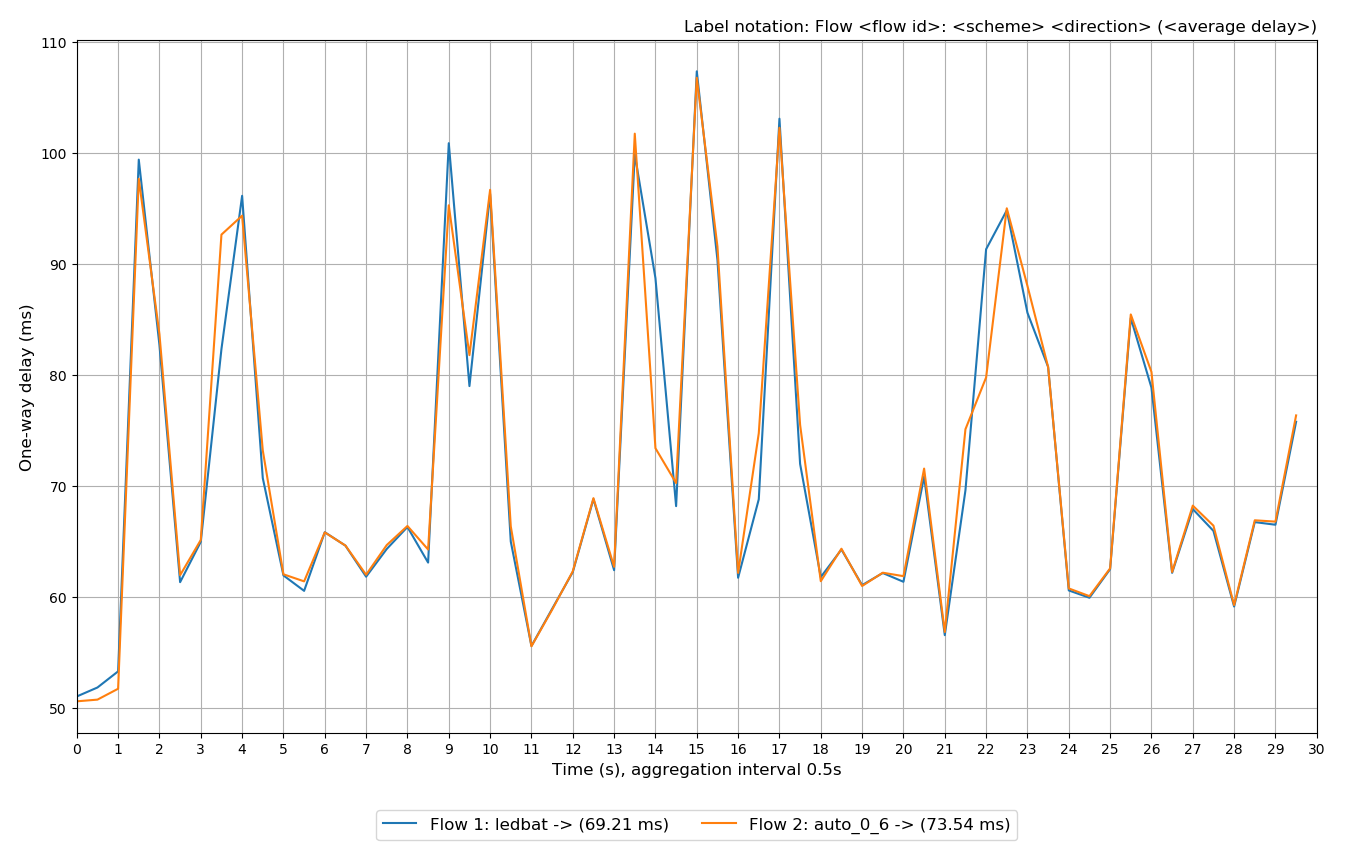 Label notation: Flow <flow id>: <scheme> <direction> (<average delay>)
110
100
90
80
70
60
50
One-way delay (ms)
0 1 2 3 4 5 6 7 8 9 10 11 12 13 14 15 16 17 18 19 20 21 22 23 24 25 26 27 28 29 30
Time (s), aggregation interval 0.5s
Flow 1: ledbat -> (69.21 ms) Flow 2: auto_0_6 -> (73.54 ms)